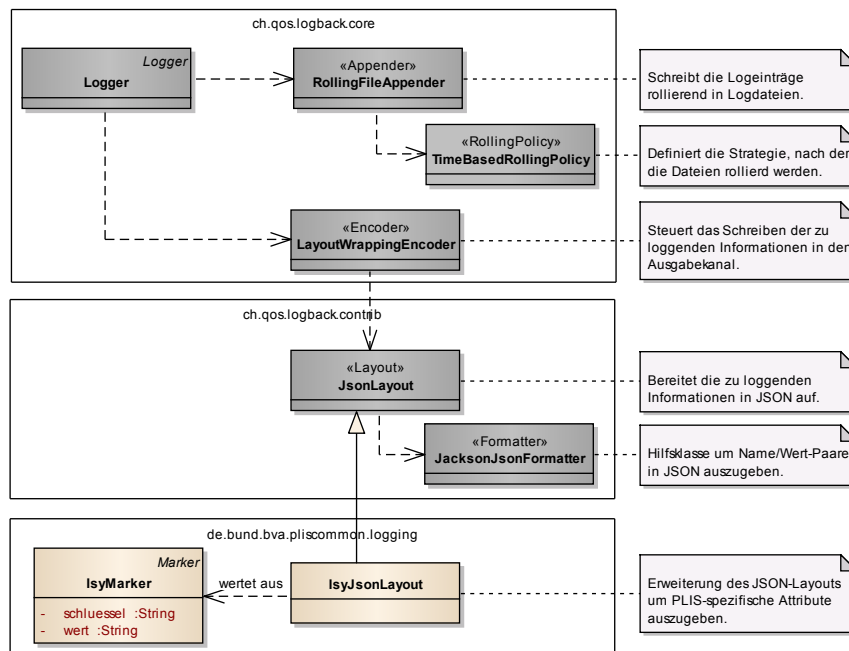 ch.qos.logback.core
Logger
Logger
«Appender»
RollingFileAppender
Schreibt die Logeinträge
rollierend in Logdateien.
«RollingPolicy»
TimeBasedRollingPolicy
Definiert die Strategie, nach der
die Dateien rollierd werden.
«Encoder»
LayoutWrappingEncoder
Steuert das Schreiben der zu
loggenden Informationen in den
Ausgabekanal.
ch.qos.logback.contrib
«Layout»
JsonLayout
Bereitet die zu loggenden
Informationen in JSON auf.
«Formatter»
JacksonJsonFormatter
Hilfsklasse um Name/Wert-Paare
in JSON auszugeben.
de.bund.bva.pliscommon.logging
Marker
IsyMarker
- schluessel :String
- wert :String
wertet aus
IsyJsonLayout
Erweiterung des JSON-Layouts
um PLIS-spezifische Attribute
auszugeben.